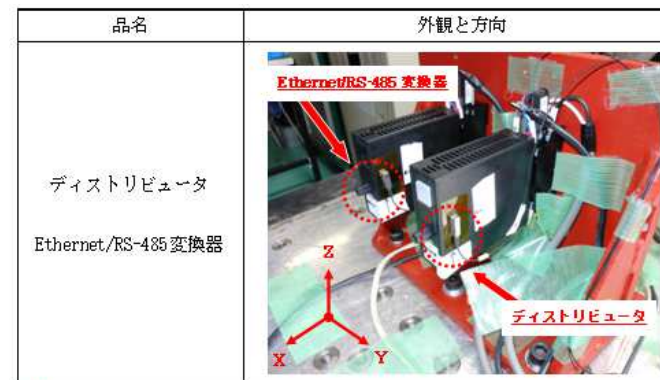 品名
外観と方向
ディストリビュータ
Ethernet/RS-485変換器
Ethernet/RS-485 変換器
Z
X
Y
ディストリビュータ